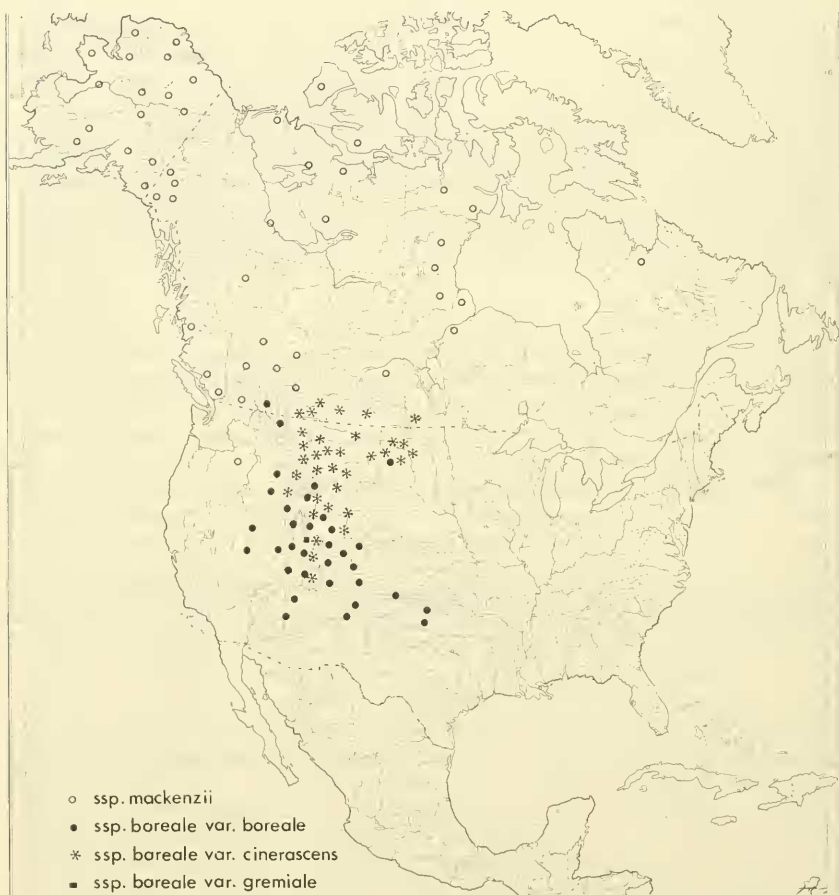 ○ ssp. mackenzii
● ssp. boreale var. boreale
* ssp. boreale var. cinerascens
■ ssp. boreale var. gremiale